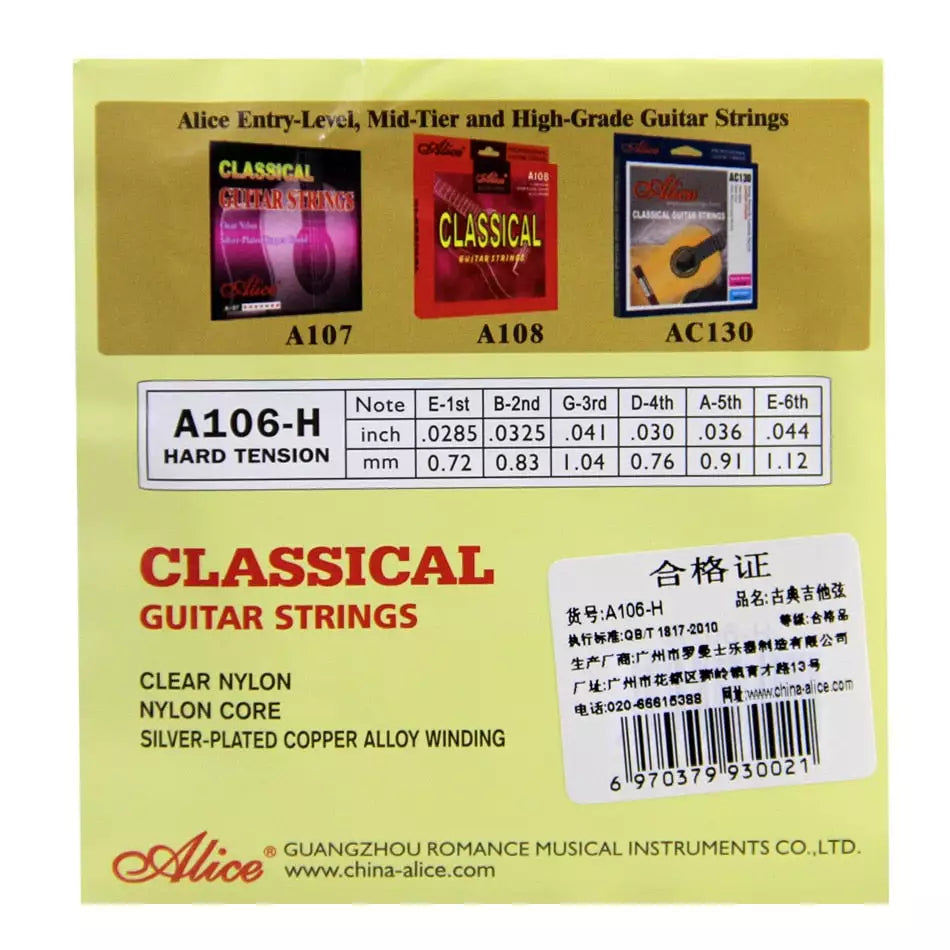 Alice Entry-Level, Mid-Tier and High-Grade Guitar Strings
CLASSICAL
GUITAR STRINGS
Clear Nylon
Alice
A107
Alice
Alice
A108
CLASSICAL
GUITAR STRINGS
A108
Alice
AC130
Alice
CLASSICAL GUITAR STRINGS
AC130
A106-H
HARD TENSION
Note E-1st B-2nd G-3rd D-4th A-5th E-6th
inch .0285 .0325 .041 .030 .036 .044
mm 0.72 0.83 1.04 0.76 0.91 1.12
CLASSICAL
GUITAR STRINGS
CLEAR NYLON
NYLON CORE
SILVER-PLATED COPPER ALLOY WINDING
合格证
货号:A106-H 品名:古典吉他弦
执行标准:QB/T 1817-2010 等级:合格品
生产厂商:广州市罗曼士乐器制造有限公司
厂址:广州市花都区狮岭镇育才路13号
电话:020-66615388 网址:www.china-alice.com
6 970379 930021
Alice® GUANGZHOU ROMANCE MUSICAL INSTRUMENTS CO.,LTD.
www.china-alice.com